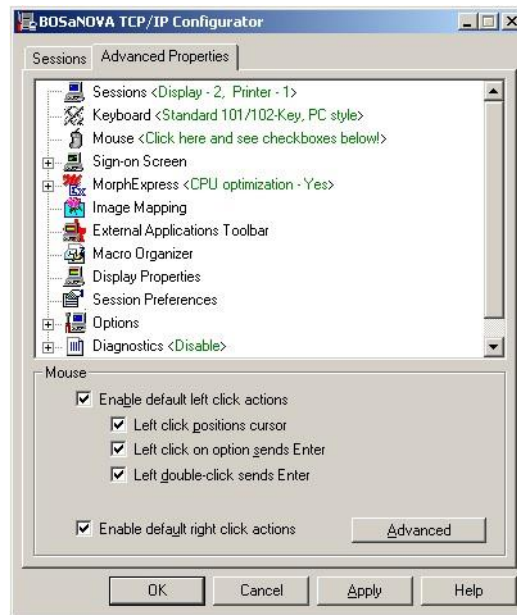 BOSaNOVA TCP/IP Configurator
Sessions Advanced Properties
Sessions <Display - 2, Printer - 1>
Keyboard <Standard 101/102-Key, PC style>
Mouse <Click here and see checkboxes below!>
Sign-on Screen
MorphExpress <CPU optimization - Yes>
Image Mapping
External Applications Toolbar
Macro Organizer
Display Properties
Session Preferences
Options
Diagnostics <Disable>
Mouse
Enable default left click actions
Left click positions cursor
Left click on option sends Enter
Left double-click sends Enter
Enable default right click actions Advanced
OK Cancel Apply Help